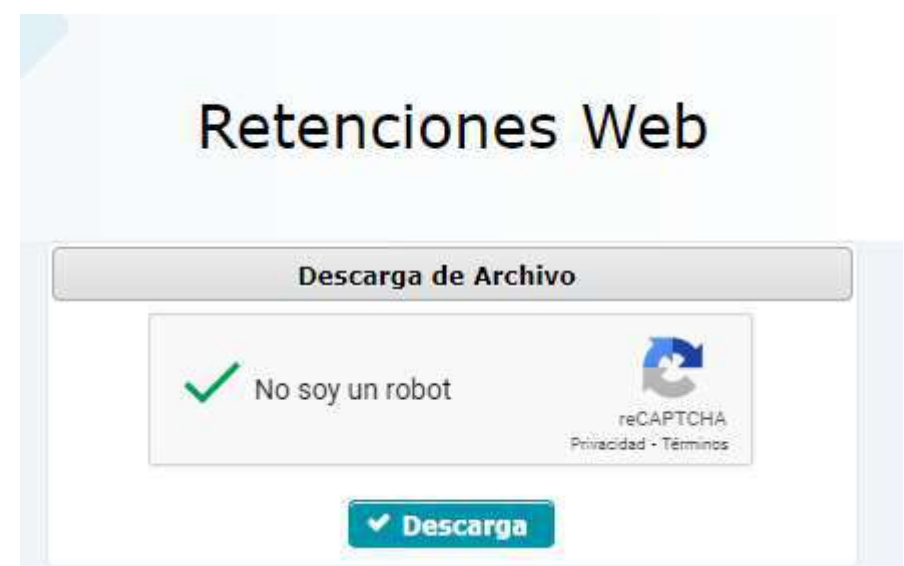 Retenciones Web
Descarga de Archivo
No soy un robot
reCAPTCHA
Privacidad - Términos
Descarga